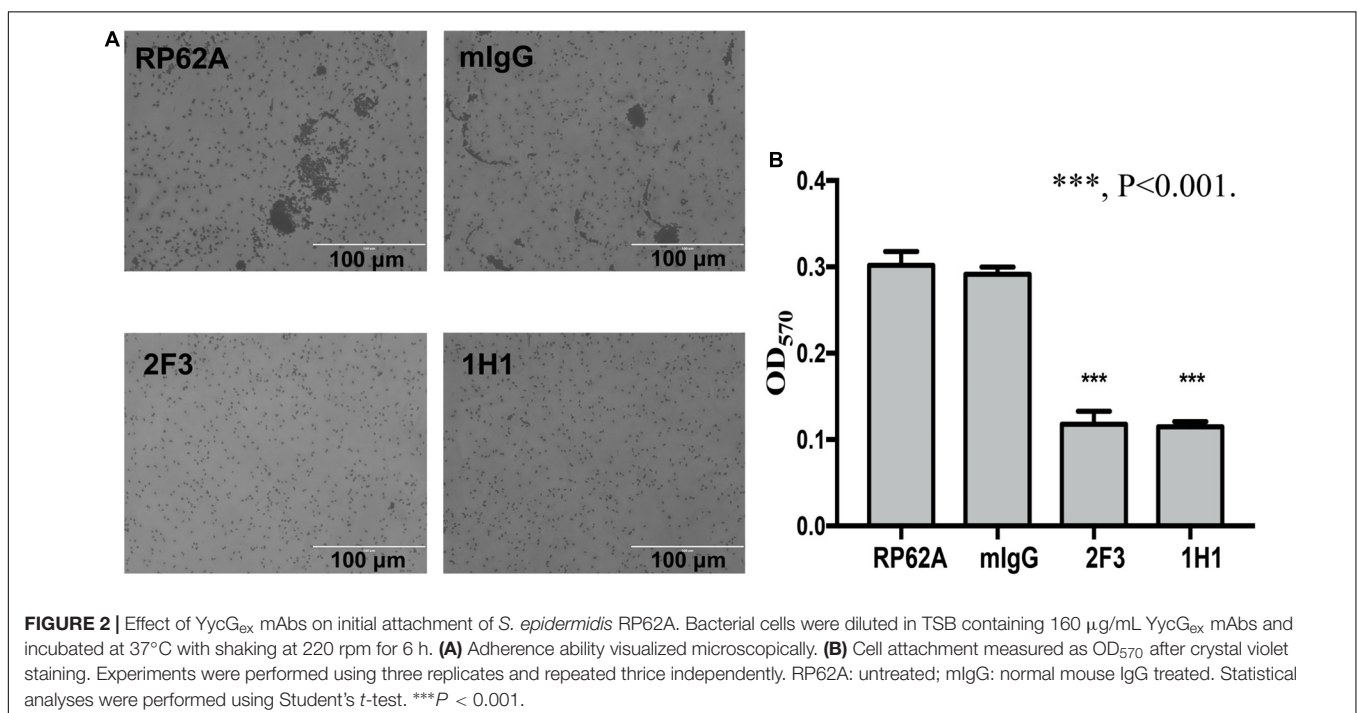 A
RP62A
100 µm
mIgG
100 µm
2F3
100 µm
1H1
100 µm
B
***, P<0.001.
OD570
0.4
0.3
0.2
0.1
0.0
***
***
RP62A mIgG 2F3 1H1
FIGURE 2 | Effect of YycGex mAbs on initial attachment of S. epidermidis RP62A. Bacterial cells were diluted in TSB containing 160 µg/mL YycGex mAbs and
incubated at 37°C with shaking at 220 rpm for 6 h. (A) Adherence ability visualized microscopically. (B) Cell attachment measured as OD570 after crystal violet
staining. Experiments were performed using three replicates and repeated thrice independently. RP62A: untreated; mIgG: normal mouse IgG treated. Statistical
analyses were performed using Student's t-test. ***P < 0.001.